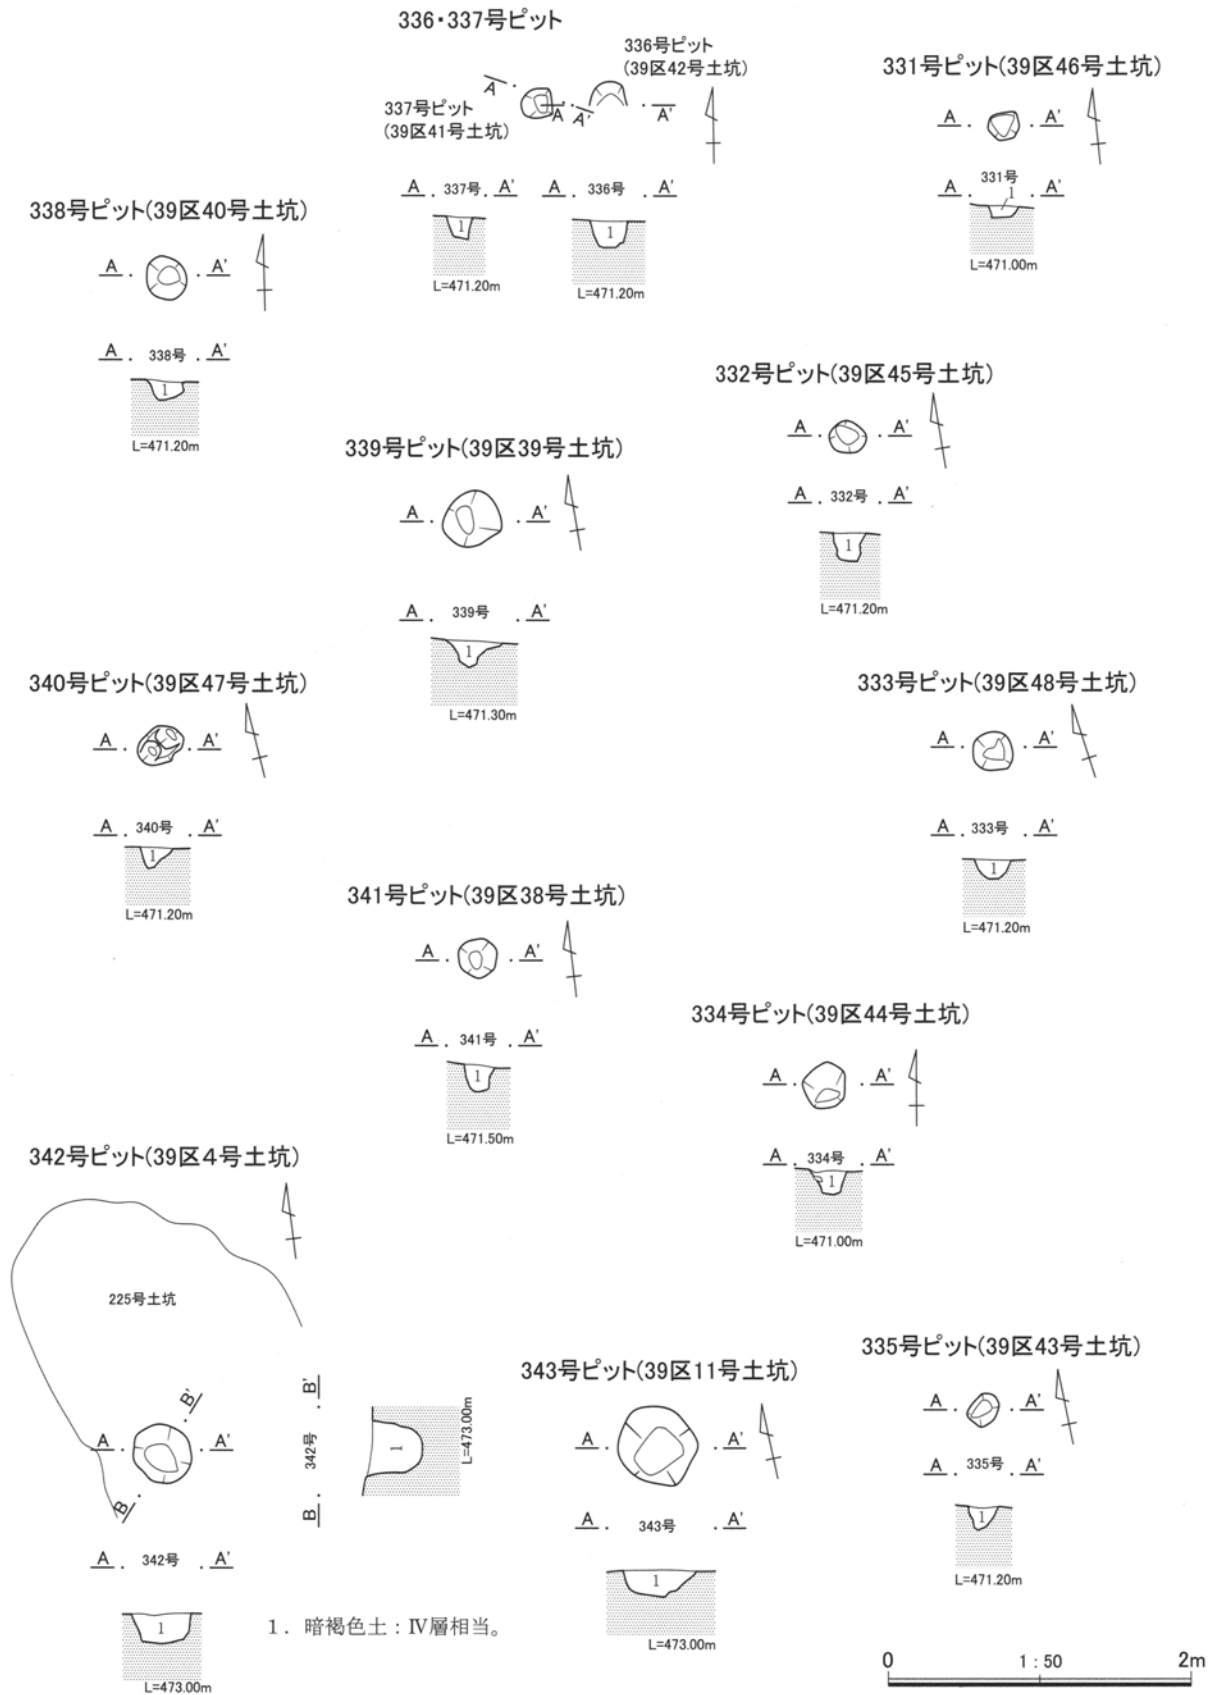 336・337号ピット
336号ピット
(39区42号土坑)
337号ピット
(39区41号土坑)
A
A
A'
A'
A . 337号 . A'
A . 336号 . A'
1
1
L=471.20m
L=471.20m
331号ピット(39区46号土坑)
A . . A'
331号
A . 1 . A'
L=471.00m
338号ピット(39区40号土坑)
A . . A'
A . 338号 . A'
1
L=471.20m
332号ピット(39区45号土坑)
A . . A'
A . 332号 . A'
1
L=471.20m
339号ピット(39区39号土坑)
A . . A'
A . 339号 . A'
1
L=471.30m
340号ピット(39区47号土坑)
A . . A'
A . 340号 . A'
1
L=471.20m
333号ピット(39区48号土坑)
A . . A'
A . 333号 . A'
1
L=471.20m
341号ピット(39区38号土坑)
A . . A'
A . 341号 . A'
1
L=471.50m
334号ピット(39区44号土坑)
A . . A'
A . 334号 . A'
1
L=471.00m
342号ピット(39区4号土坑)
225号土坑
B'
A . . A'
B
B . 342号 . B'
1
L=473.00m
A . 342号 . A'
1
L=473.00m
343号ピット(39区11号土坑)
A . . A'
A . 343号 . A'
1
L=473.00m
335号ピット(39区43号土坑)
A . . A'
A . 335号 . A'
1
L=471.20m
1．暗褐色土：Ⅳ層相当。
0 1：50 2m